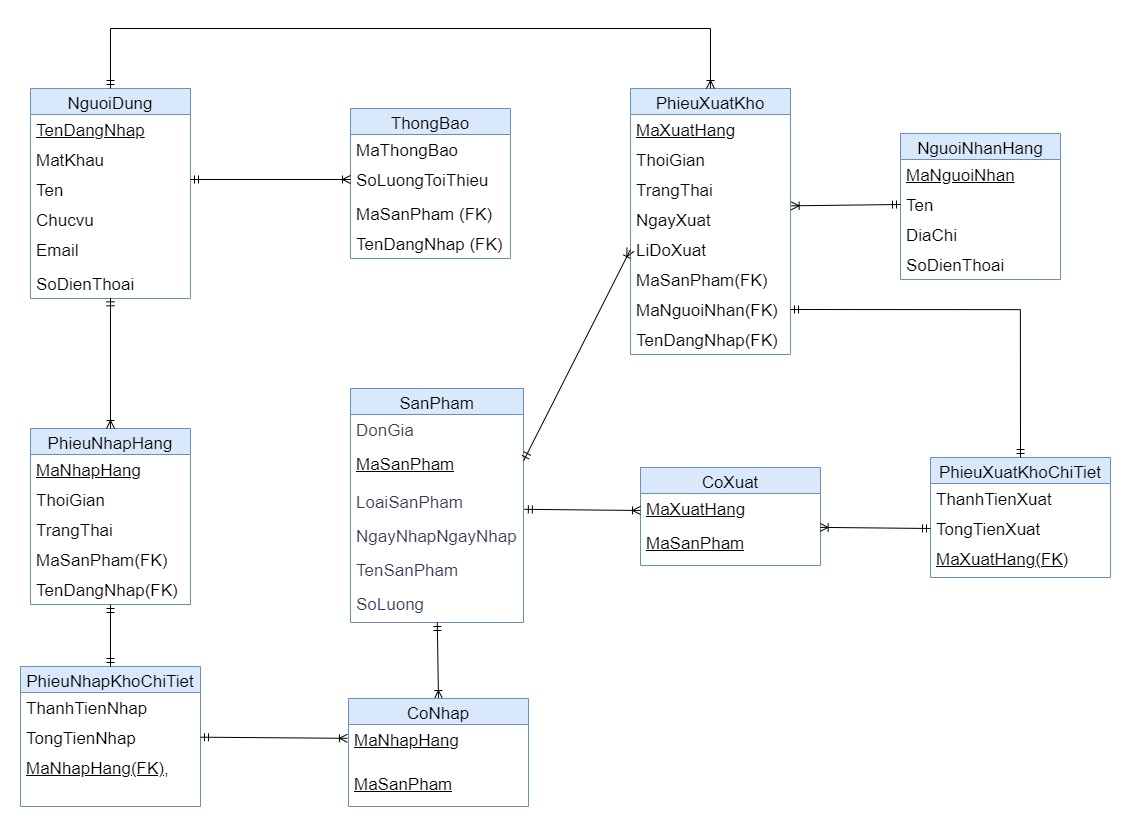 NguoiDung
TenDangNhap
MatKhau
Ten
Chucvu
Email
SoDienThoai
ThongBao
MaThongBao
SoLuongToiThieu
MaSanPham (FK)
TenDangNhap (FK)
PhieuXuatKho
MaXuatHang
ThoiGian
TrangThai
NgayXuat
LiDoXuat
MaSanPham(FK)
MaNguoiNhan(FK)
TenDangNhap(FK)
NguoiNhanHang
MaNguoiNhan
Ten
DiaChi
SoDienThoai
PhieuNhapHang
MaNhapHang
ThoiGian
TrangThai
MaSanPham(FK)
TenDangNhap(FK)
SanPham
DonGia
MaSanPham
LoaiSanPham
NgayNhapNgayNhap
TenSanPham
SoLuong
CoXuat
MaXuatHang
MaSanPham
PhieuXuatKhoChiTiet
ThanhTienXuat
TongTienXuat
MaXuatHang(FK)
PhieuNhapKhoChiTiet
ThanhTienNhap
TongTienNhap
MaNhapHang(FK),
CoNhap
MaNhapHang
MaSanPham